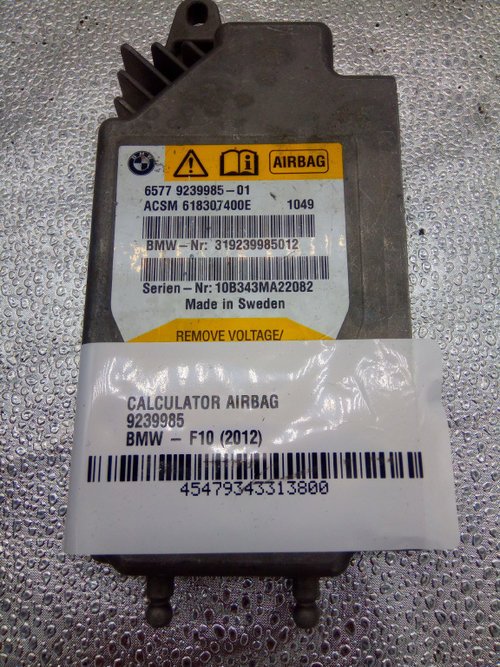 BMW
AIRBAG
6577 9239985-01
ACSM 618307400E 1049
BMW-Nr: 319239985012
Serien-Nr: 10B343MA22082
Made in Sweden
REMOVE VOLTAGE/
CALCULATOR AIRBAG
9239985
BMW - F10 (2012)
45479343313800